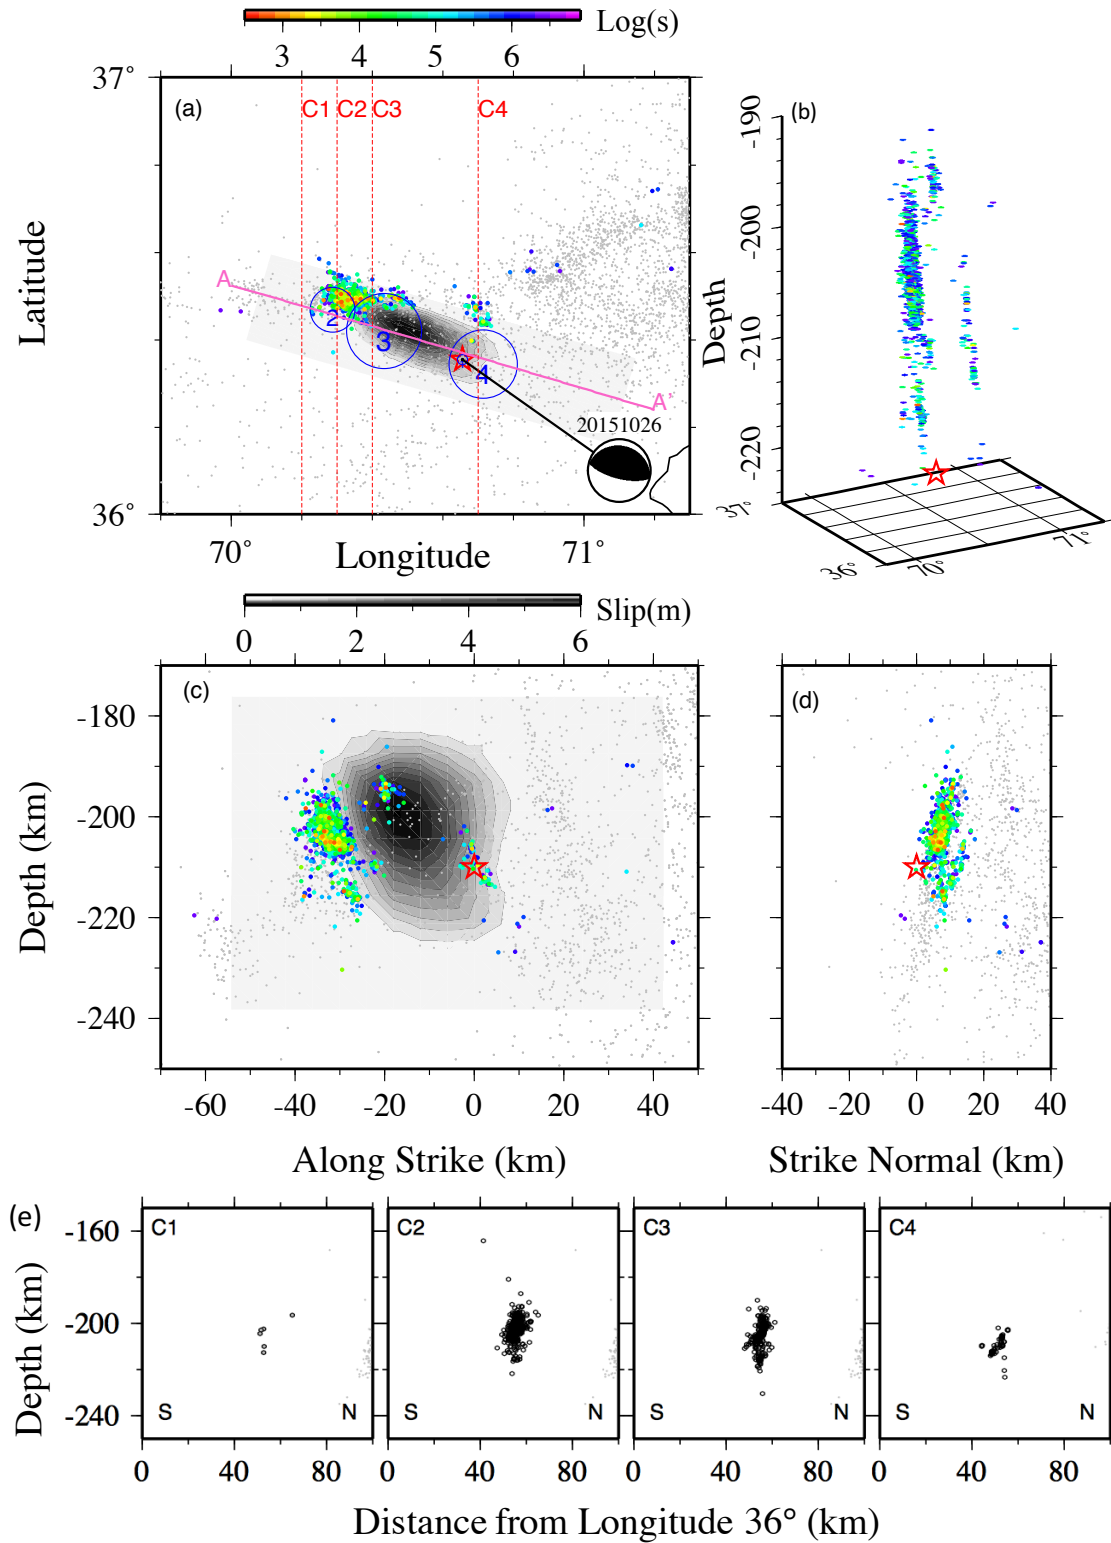 Log(s)
3 4 5 6
37°
(a)
C1 C2 C3 C4
A
2
3
4
A'
20151026
Latitude
36°
70° 71°
Longitude
(b)
-190
-200
-210
-220
Depth
37°
36°
70°
71°
Slip(m)
0 2 4 6
(c)
-180
-200
-220
-240
Depth (km)
-60 -40 -20 0 20 40
Along Strike (km)
(d)
-40 -20 0 20 40
Strike Normal (km)
(e)
C1 C2 C3 C4
-160
-200
-240
Depth (km)
S N S N S N S N
0 40 80 0 40 80 0 40 80 0 40 80
Distance from Longitude 36° (km)